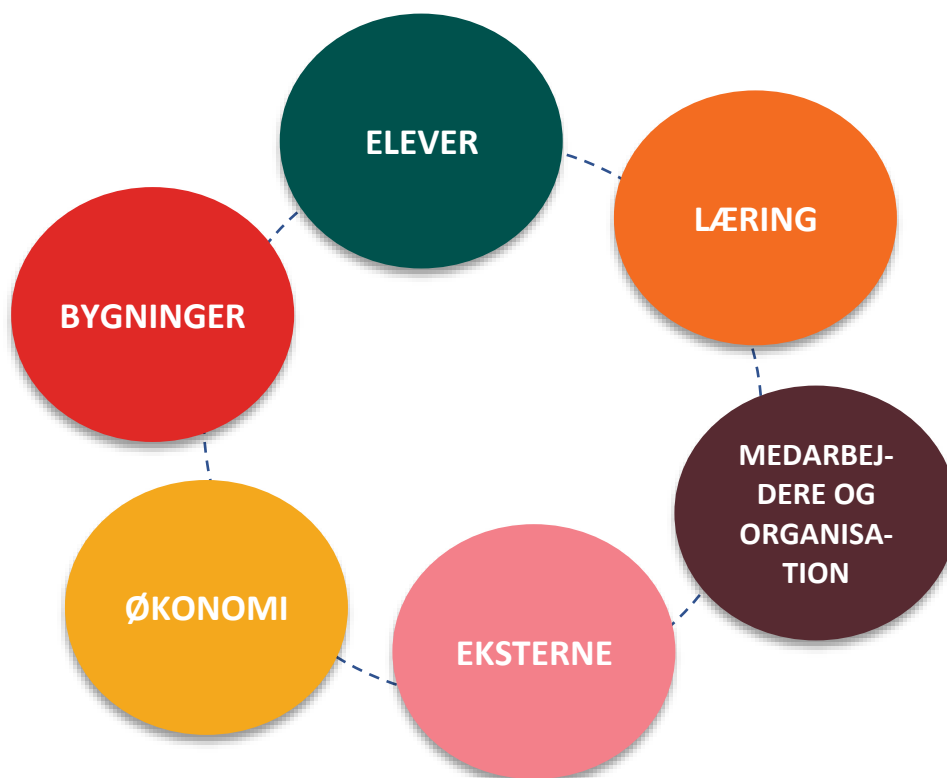 ELEVER
LÆRING
BYGNINGER
MEDARBEJ-
DERE OG
ORGANISA-
TION
ØKONOMI
EKSTERNE